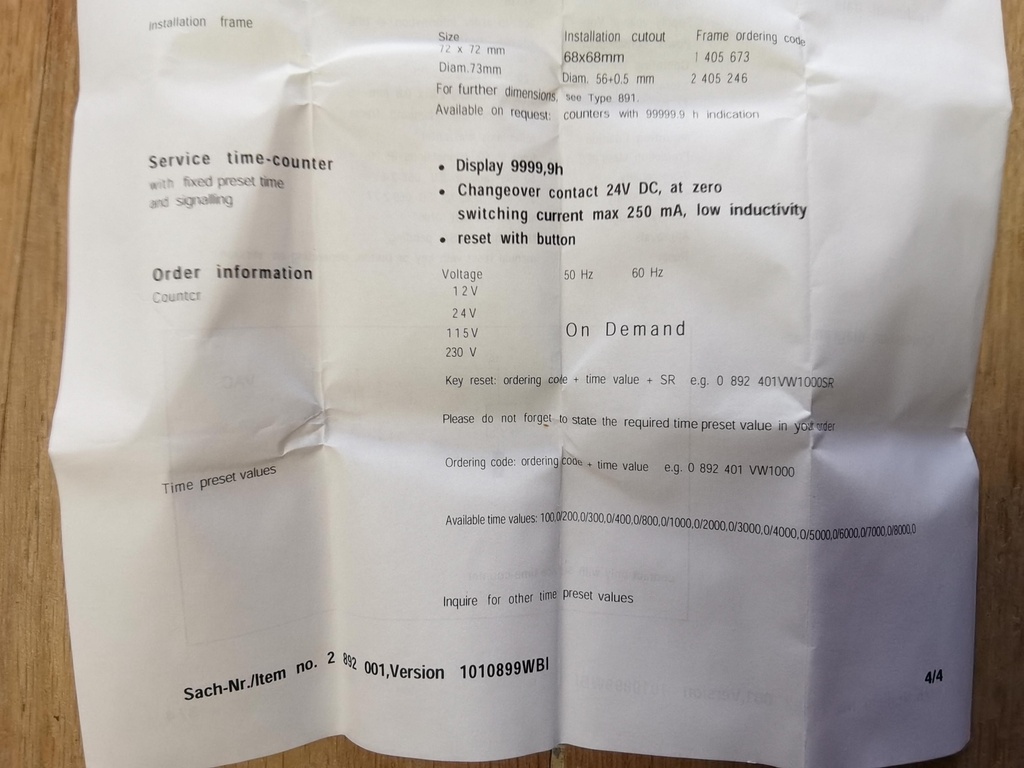 Installation frame
Size Installation cutout Frame ordering code
72 x 72 mm 68x68mm 1 405 673
Diam.73mm Diam. 56+0.5 mm 2 405 246
For further dimensions, see Type 891.
Available on request: counters with 99999.9 h indication
Service time-counter
with fixed preset time
and signalling
• Display 9999,9h
• Changeover contact 24V DC, at zero
switching current max 250 mA, low inductivity
• reset with button
Order information
Counter
Voltage 50 Hz 60 Hz
12V
24V
115V On Demand
230 V
Key reset: ordering code + time value + SR e.g. 0 892 401VW1000SR
Please do not forget to state the required time preset value in your order
Time preset values
Ordering code: ordering code + time value e.g. 0 892 401 VW1000
Available time values: 100,0/200,0/300,0/400,0/800,0/1000,0/2000,0/3000,0/4000,0/5000,0/6000,0/7000,0/8000,0
Inquire for other time preset values
Sach-Nr./Item no. 2 892 001,Version 1010899WBI 4/4